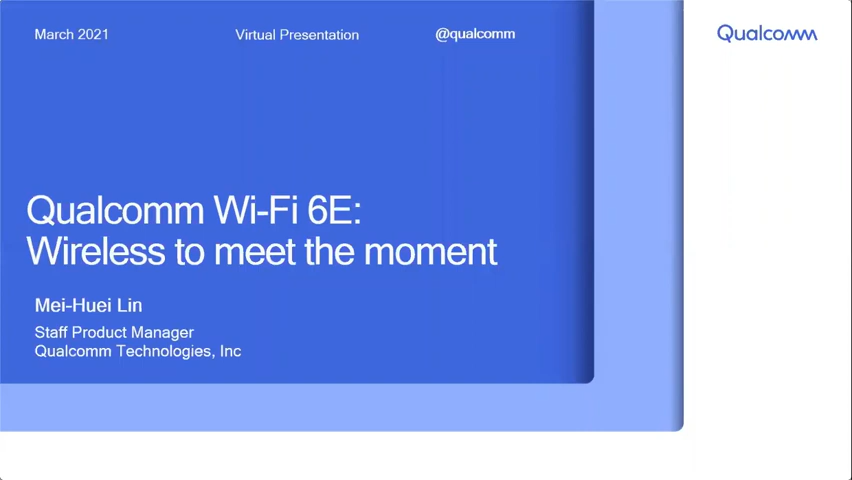 March 2021
Virtual Presentation
@qualcomm
Qualcomm
Qualcomm Wi-Fi 6E:
Wireless to meet the moment
Mei-Huei Lin
Staff Product Manager
Qualcomm Technologies, Inc